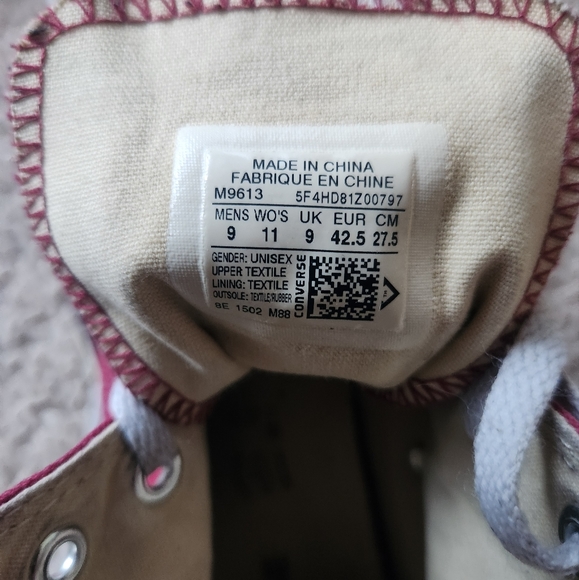 MADE IN CHINA
FABRIQUE EN CHINE
M9613 5F4HD81Z00797
MENS WO'S UK EUR CM
9 11 9 42.5 27.5
GENDER: UNISEX
UPPER TEXTILE
LINING: TEXTILE
OUTSOLE: TEXTILE/RUBBER
BE 1502 M88
CONVERSE